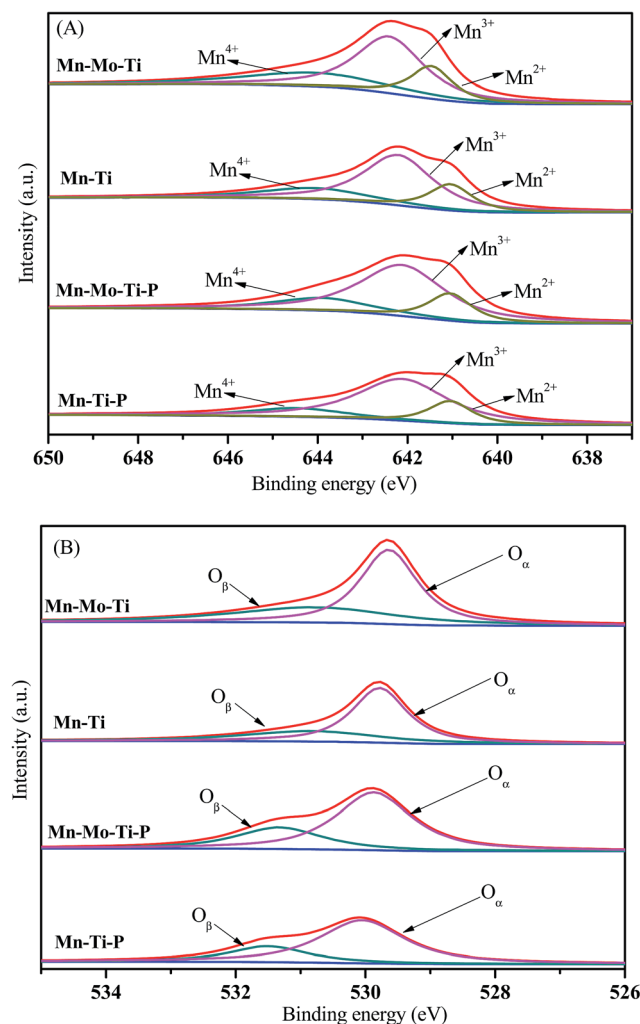 (A)
Mn-Mo-Ti
Mn⁴⁺
Mn³⁺
Mn²⁺
Mn-Ti
Mn⁴⁺
Mn³⁺
Mn²⁺
Mn-Mo-Ti-P
Mn⁴⁺
Mn³⁺
Mn²⁺
Mn-Ti-P
Mn⁴⁺
Mn³⁺
Mn²⁺
Intensity (a.u.)
650 648 646 644 642 640 638
Binding energy (eV)
(B)
Mn-Mo-Ti
Oβ
Oα
Mn-Ti
Oβ
Oα
Mn-Mo-Ti-P
Oβ
Oα
Mn-Ti-P
Oβ
Oα
Intensity (a.u.)
534 532 530 528 526
Binding energy (eV)